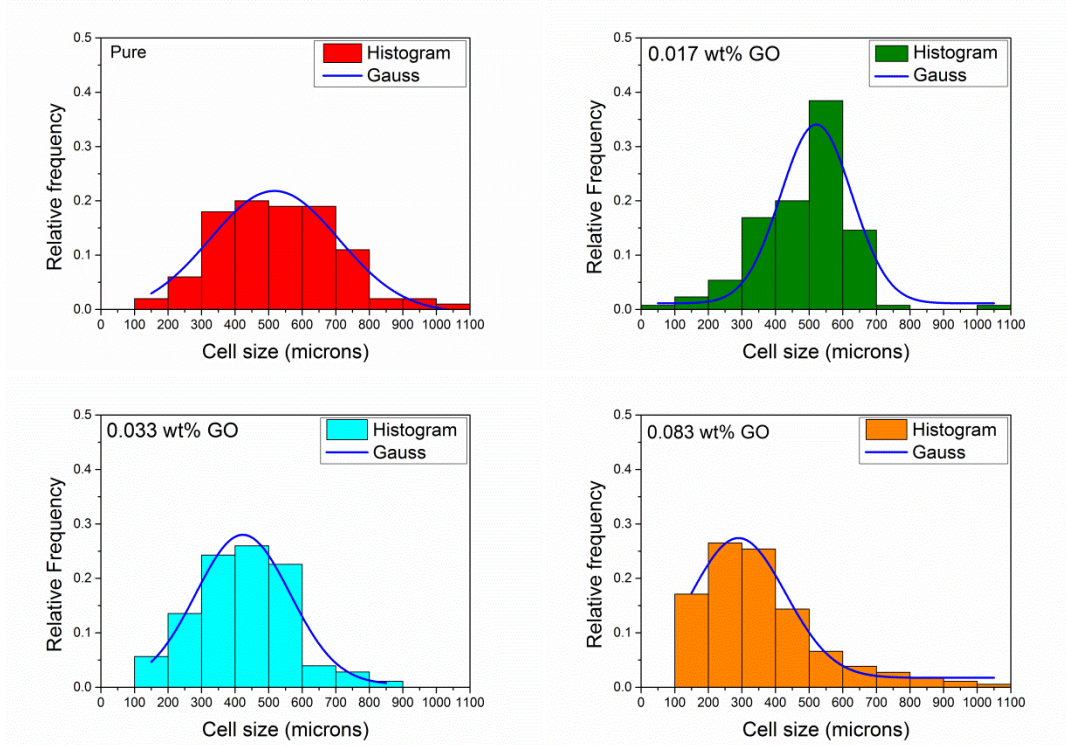 Pure
Histogram
Gauss
0.5
0.4
0.3
0.2
0.1
0.0
Relative frequency
0 100 200 300 400 500 600 700 800 900 1000 1100
Cell size (microns)
0.017 wt% GO
Histogram
Gauss
0.5
0.4
0.3
0.2
0.1
0.0
Relative Frequency
0 100 200 300 400 500 600 700 800 900 1000 1100
Cell size (microns)
0.033 wt% GO
Histogram
Gauss
0.5
0.4
0.3
0.2
0.1
0.0
Relative Frequency
0 100 200 300 400 500 600 700 800 900 1000 1100
Cell size (microns)
0.083 wt% GO
Histogram
Gauss
0.5
0.4
0.3
0.2
0.1
0.0
Relative frequency
0 100 200 300 400 500 600 700 800 900 1000 1100
Cell size (microns)